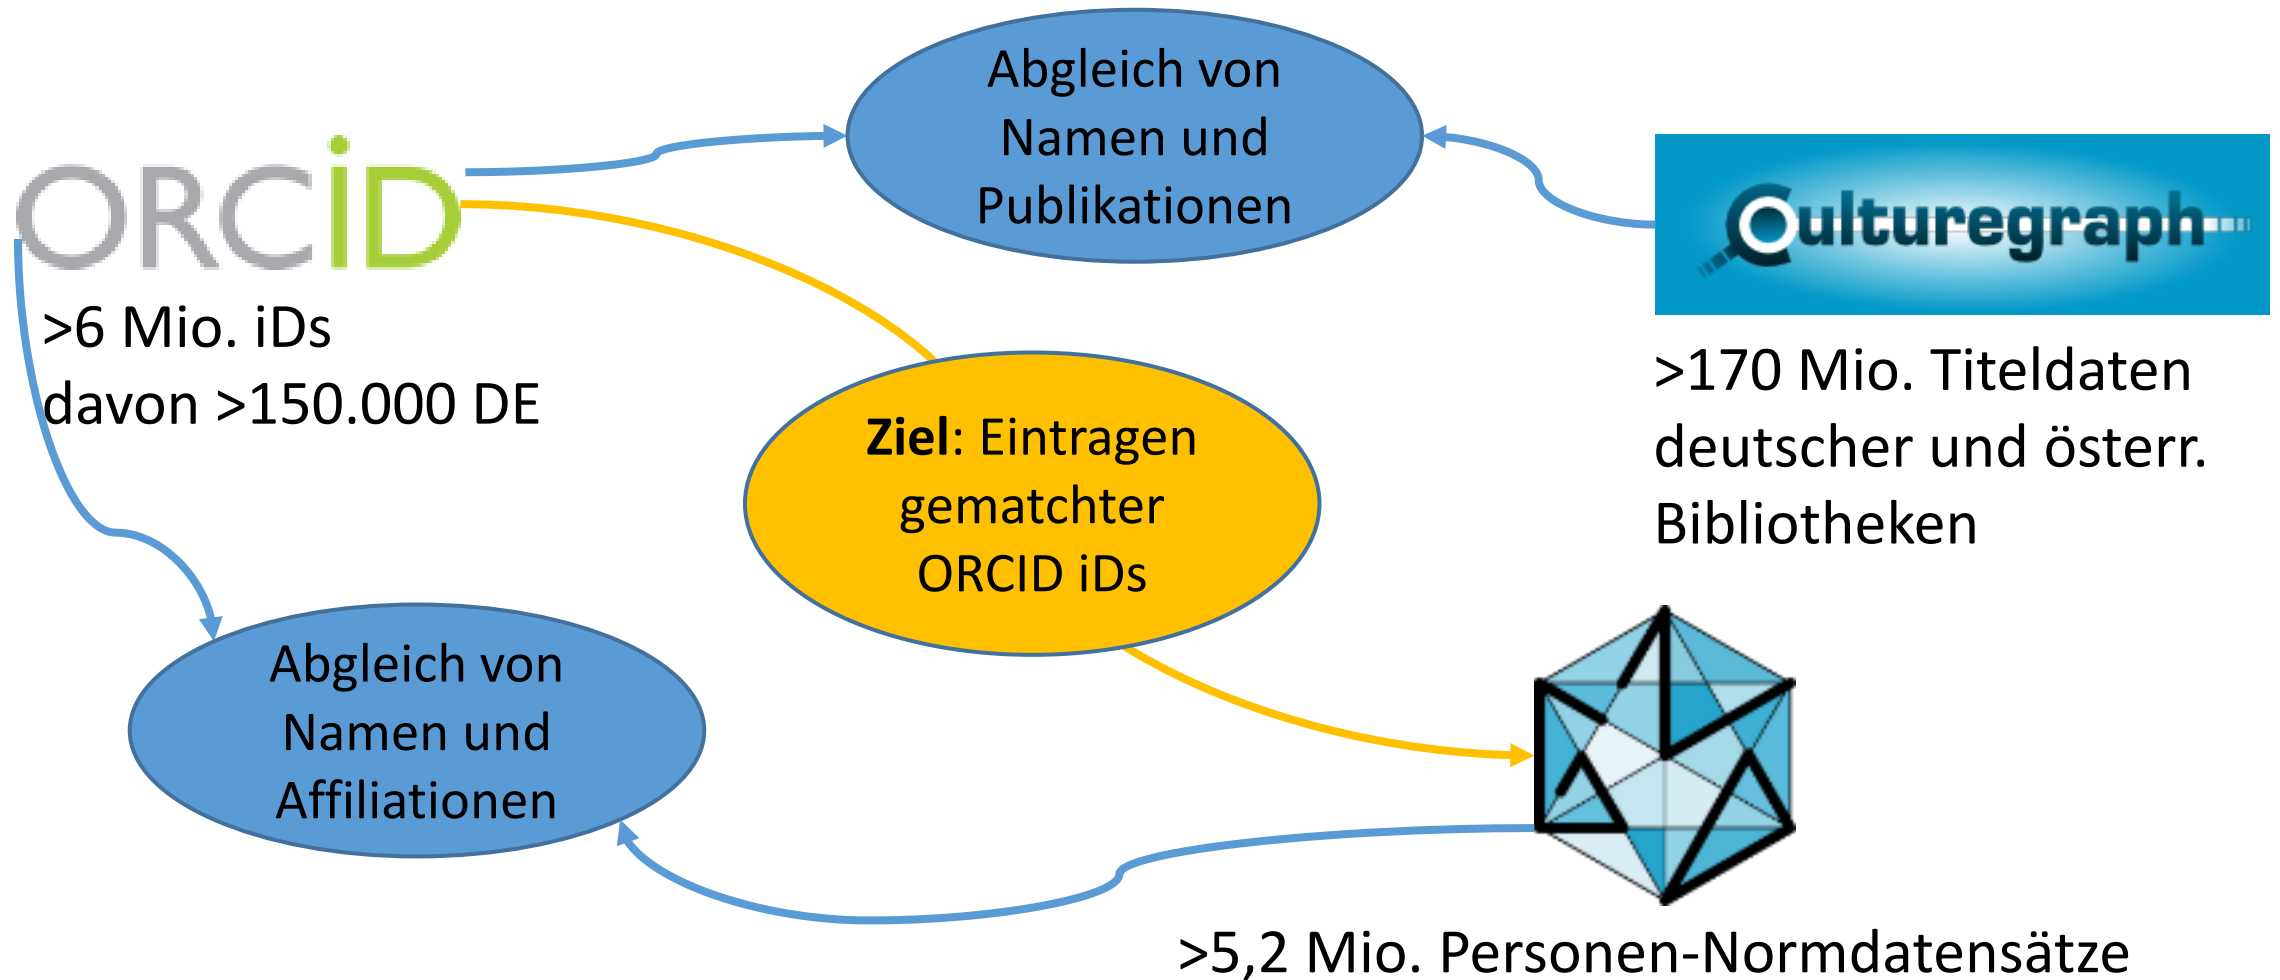 Abgleich von
Namen und
Publikationen
ORCiD
>6 Mio. iDs
davon >150.000 DE
Culturegraph
>170 Mio. Titeldaten
deutscher und österr.
Bibliotheken
Ziel: Eintragen
gematchter
ORCID iDs
Abgleich von
Namen und
Affiliationen
>5,2 Mio. Personen-Normdatensätze